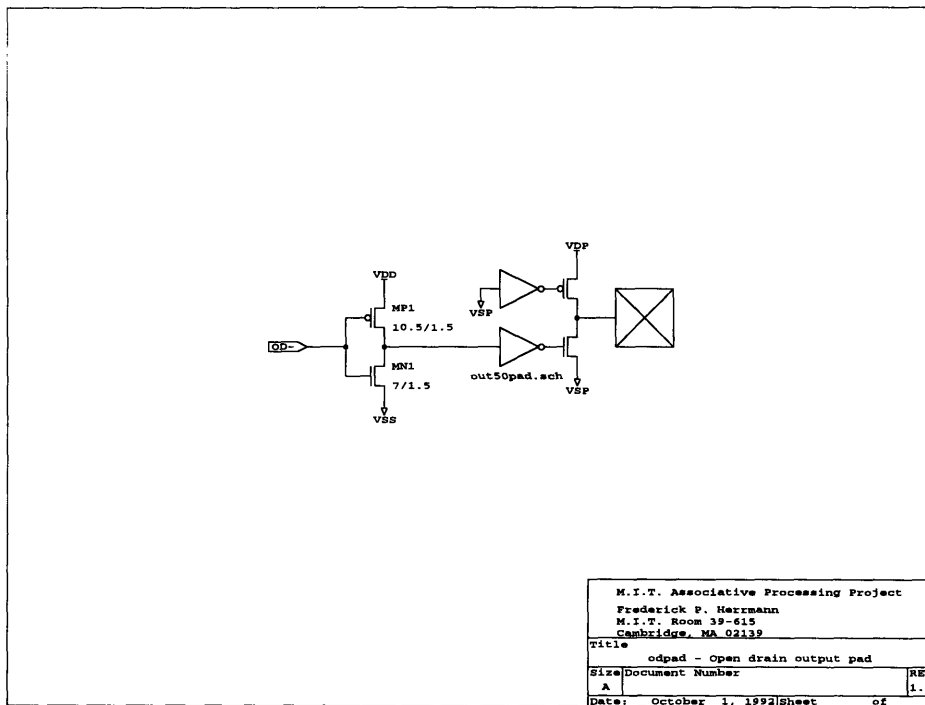 VDP
VDD
MP1
VSP
10.5/1.5
OD-
MN1
out50pad.sch
7/1.5
VSP
VSS
M.I.T. Associative Processing Project
Frederick P. Herrmann
M.I.T. Room 39-615
Cambridge, MA 02139
Title
odpad - Open drain output pad
Size Document Number RE
A 1.
Date: October 1, 1992 Sheet of